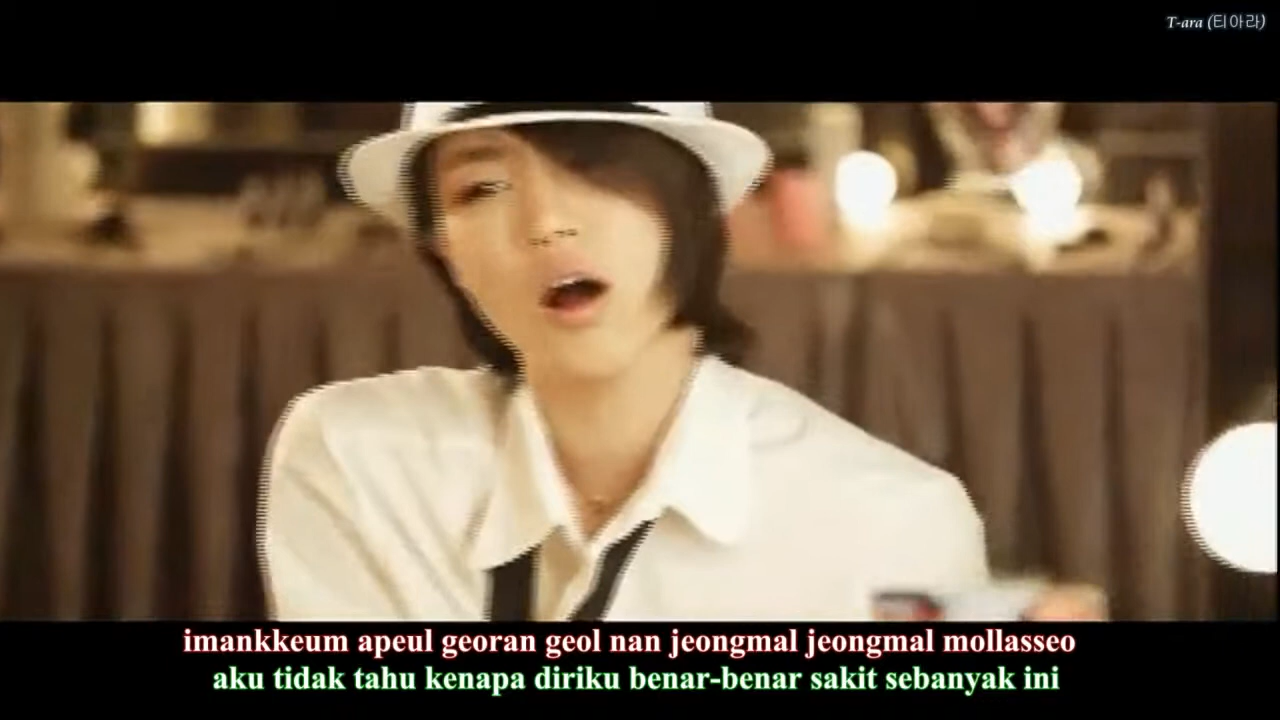 T-ara (티아라)
imankkeum apeul georan geol nan jeongmal jeongmal mollasseo
aku tidak tahu kenapa diriku benar-benar sakit sebanyak ini